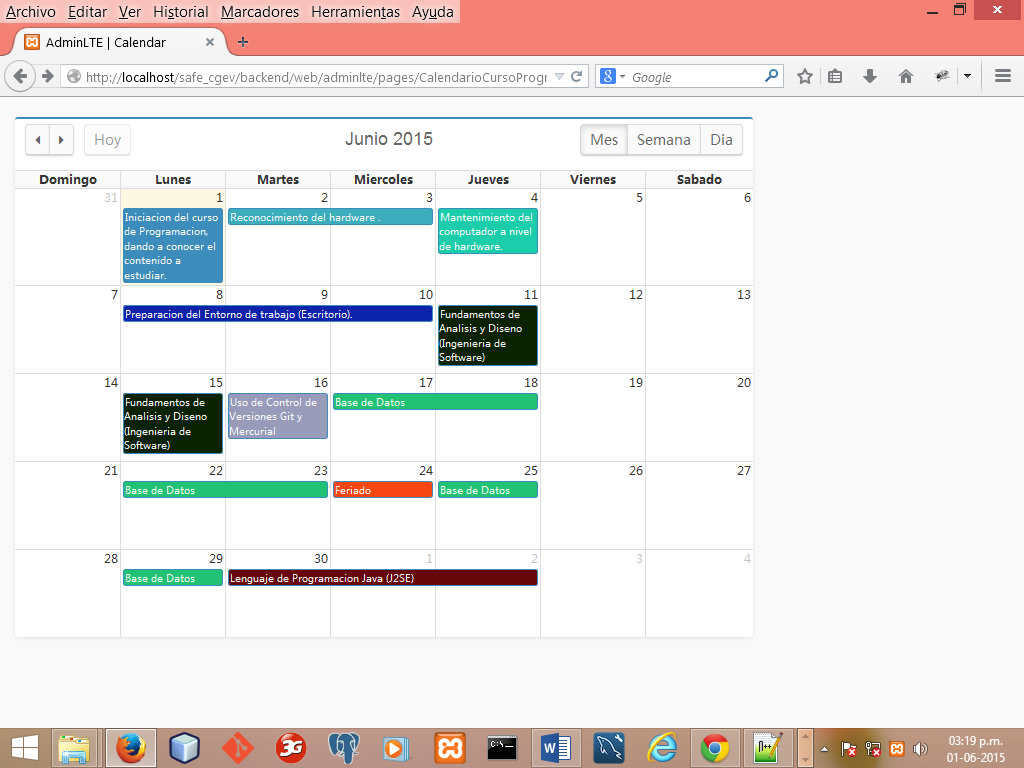 Archivo Editar Ver Historial Marcadores Herramientas Ayuda
AdminLTE | Calendar
http://localhost/safe_cgev/backend/web/adminlte/pages/CalendarioCursoProgr
8 Google
Hoy
Junio 2015
Mes Semana Dia
Domingo Lunes Martes Miercoles Jueves Viernes Sabado
31 1 2 3 4 5 6
Iniciacion del curso
de Programacion,
dando a conocer el
contenido a
estudiar.
Reconocimiento del hardware .
Mantenimiento del
computador a nivel
de hardware.
7 8 9 10 11 12 13
Preparacion del Entorno de trabajo (Escritorio).
Fundamentos de
Analisis y Diseno
(Ingenieria de
Software)
14 15 16 17 18 19 20
Fundamentos de
Analisis y Diseno
(Ingenieria de
Software)
Uso de Control de
Versiones Git y
Mercurial
Base de Datos
21 22 23 24 25 26 27
Base de Datos
Feriado
Base de Datos
28 29 30 1 2 3 4
Base de Datos
Lenguaje de Programacion Java (J2SE)
3G
C:\_
W
03:19 p.m.
01-06-2015